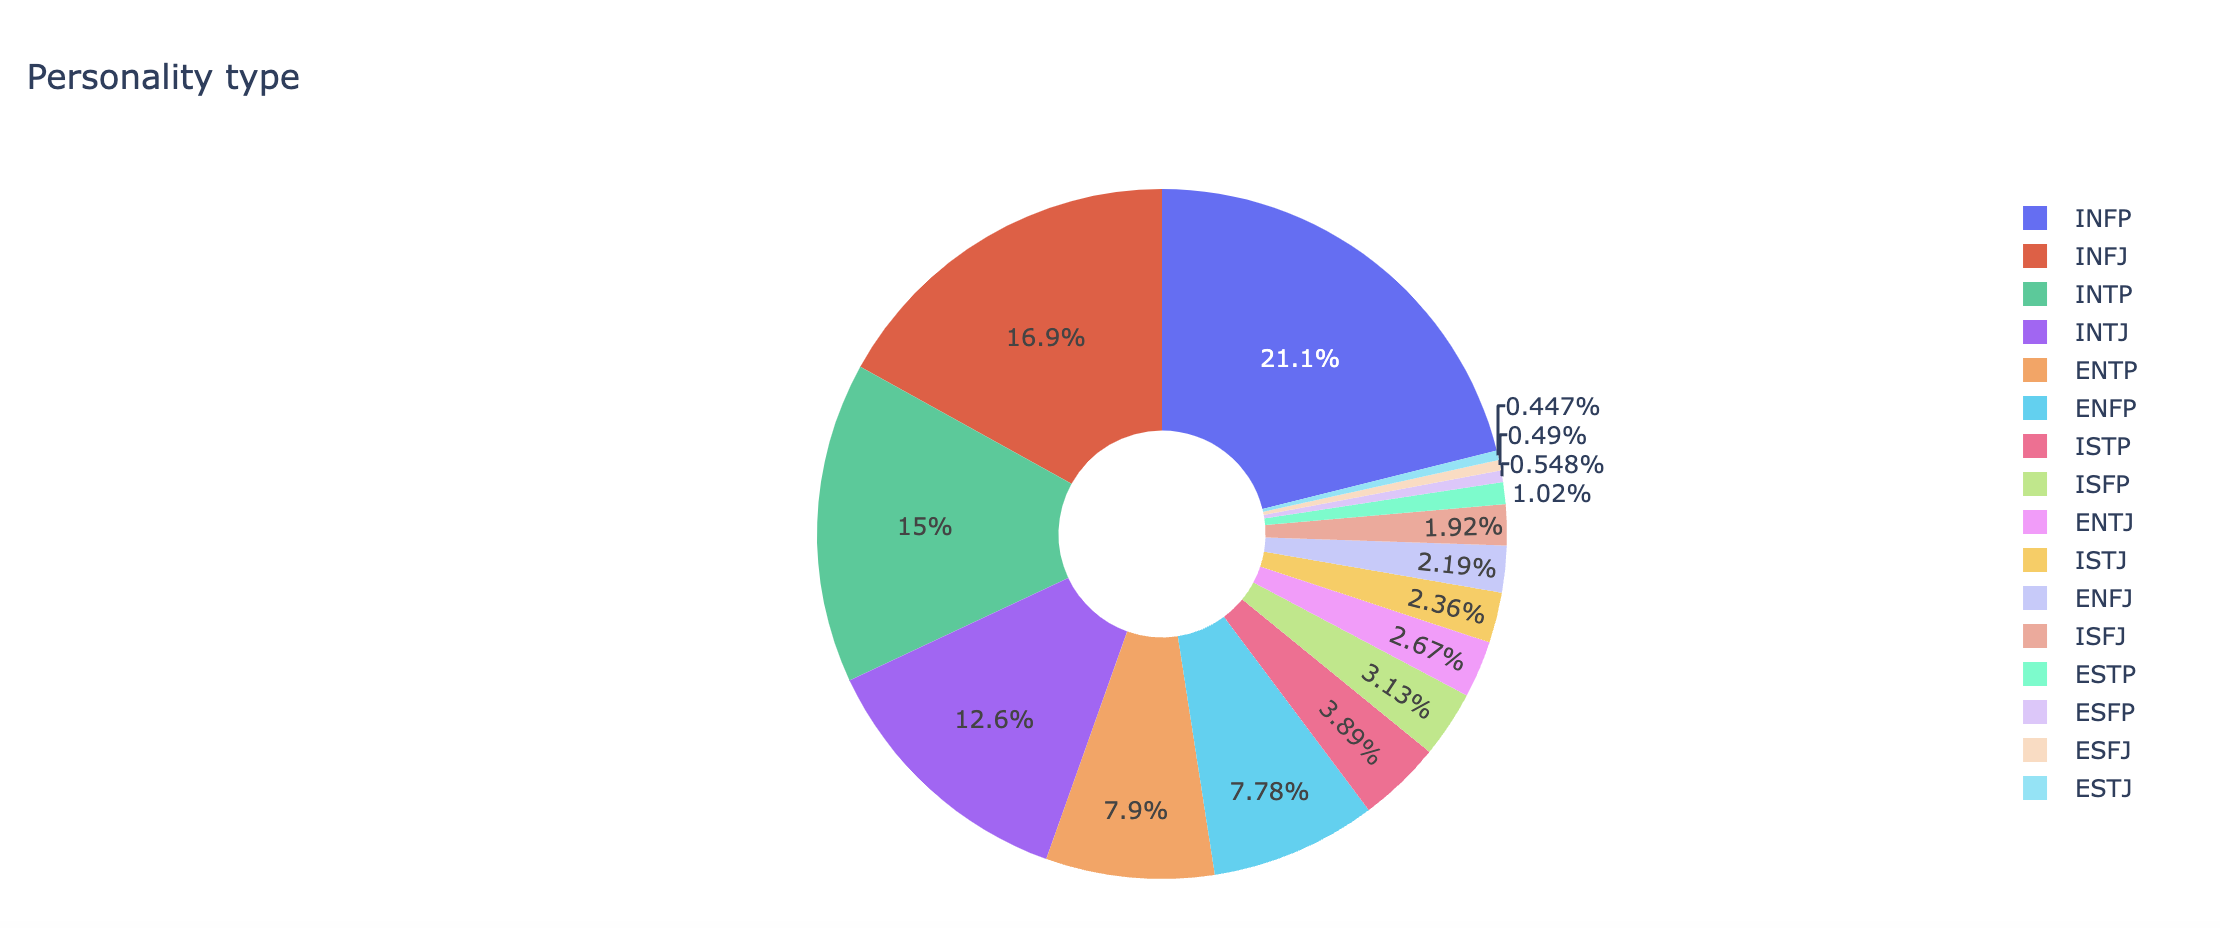 Personality type
16.9%
21.1%
15%
12.6%
7.9%
7.78%
3.89%
3.13%
2.67%
2.36%
2.19%
1.92%
1.02%
0.548%
0.49%
0.447%
INFP
INFJ
INTP
INTJ
ENTP
ENFP
ISTP
ISFP
ENTJ
ISTJ
ENFJ
ISFJ
ESTP
ESFP
ESFJ
ESTJ